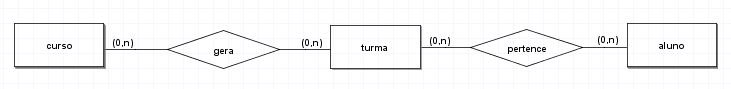 curso
(0,n)
gera
(0,n)
turma
(0,n)
pertence
(0,n)
aluno